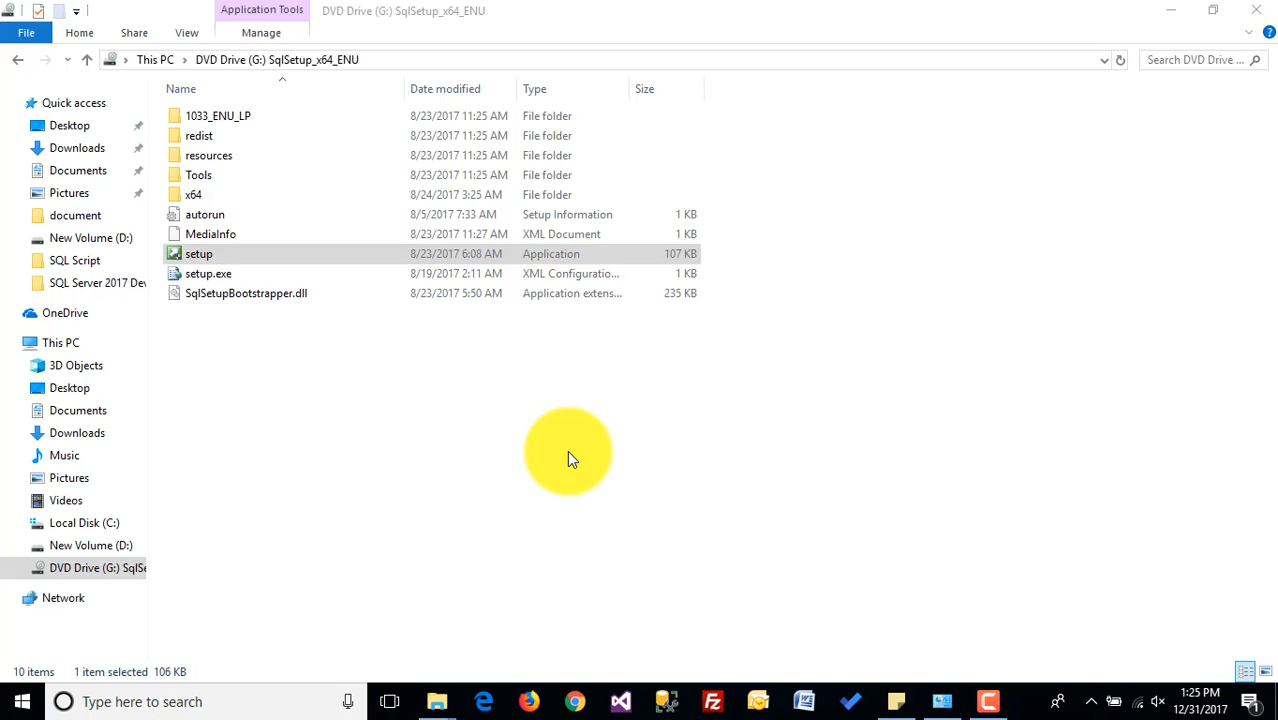 Application Tools
DVD Drive (G:) SqlSetup_x64_ENU
File
Home
Share
View
Manage
This PC
DVD Drive (G:) SqlSetup_x64_ENU
Search DVD Drive ...
Name
Date modified
Type
Size
1033_ENU_LP 8/23/2017 11:25 AM File folder
redist 8/23/2017 11:25 AM File folder
resources 8/23/2017 11:25 AM File folder
Tools 8/23/2017 11:25 AM File folder
x64 8/24/2017 3:25 AM File folder
autorun 8/5/2017 7:33 AM Setup Information 1 KB
MediaInfo 8/23/2017 11:27 AM XML Document 1 KB
setup 8/23/2017 6:08 AM Application 107 KB
setup.exe 8/19/2017 2:11 AM XML Configuratio... 1 KB
SqlSetupBootstrapper.dll 8/23/2017 5:50 AM Application extens... 235 KB
Quick access
Desktop
Downloads
Documents
Pictures
document
New Volume (D:)
SQL Script
SQL Server 2017 Dev
OneDrive
This PC
3D Objects
Desktop
Documents
Downloads
Music
Pictures
Videos
Local Disk (C:)
New Volume (D:)
DVD Drive (G:) SqlSe
Network
10 items
1 item selected 106 KB
Type here to search
1:25 PM
12/31/2017
1